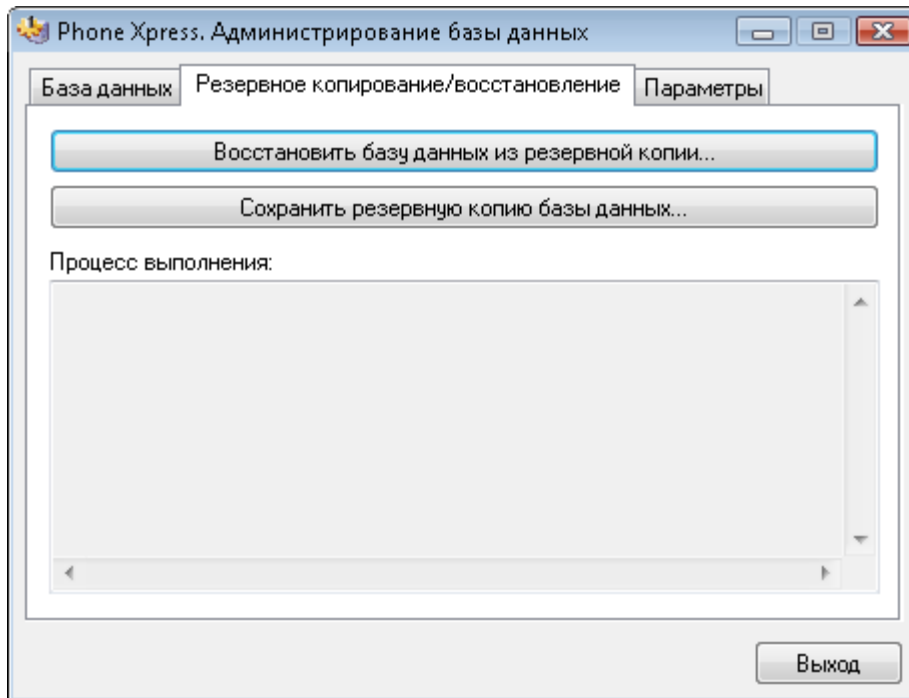 Phone Xpress. Администрирование базы данных
База данных Резервное копирование/восстановление Параметры
Восстановить базу данных из резервной копии...
Сохранить резервную копию базы данных...
Процесс выполнения:
Выход